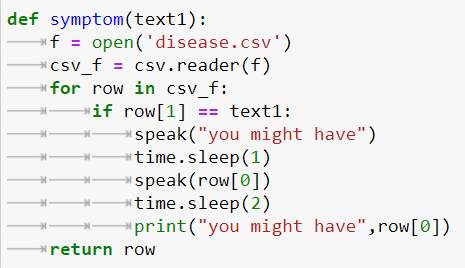 def symptom(text1):
    f = open('disease.csv')
    csv_f = csv.reader(f)
    for row in csv_f:
        if row[1] == text1:
            speak("you might have")
            time.sleep(1)
            speak(row[0])
            time.sleep(2)
            print("you might have",row[0])
    return row